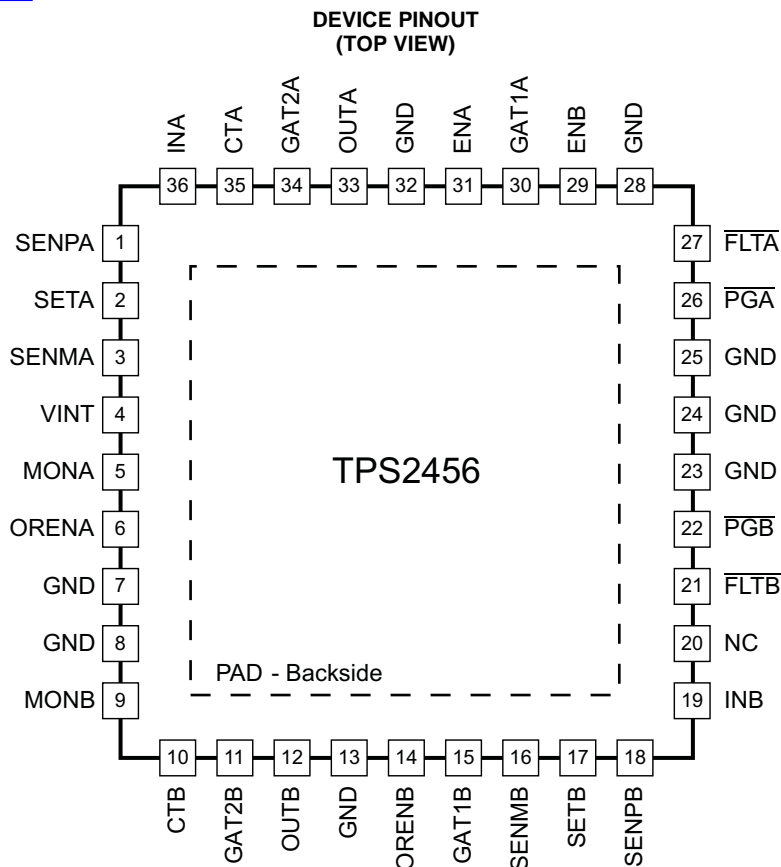 DEVICE PINOUT
(TOP VIEW)
INA
CTA
GAT2A
OUTA
GND
ENA
GAT1A
ENB
GND
36 35 34 33 32 31 30 29 28
SENPA 1
SETA 2
SENMA 3
VINT 4
MONA 5
ORENA 6
GND 7
GND 8
MONB 9
TPS2456
PAD - Backside
27 FLTA
26 PGA
25 GND
24 GND
23 GND
22 PGB
21 FLTB
20 NC
19 INB
10 11 12 13 14 15 16 17 18
CTB
GAT2B
OUTB
GND
ORENB
GAT1B
SENMB
SETB
SENPB